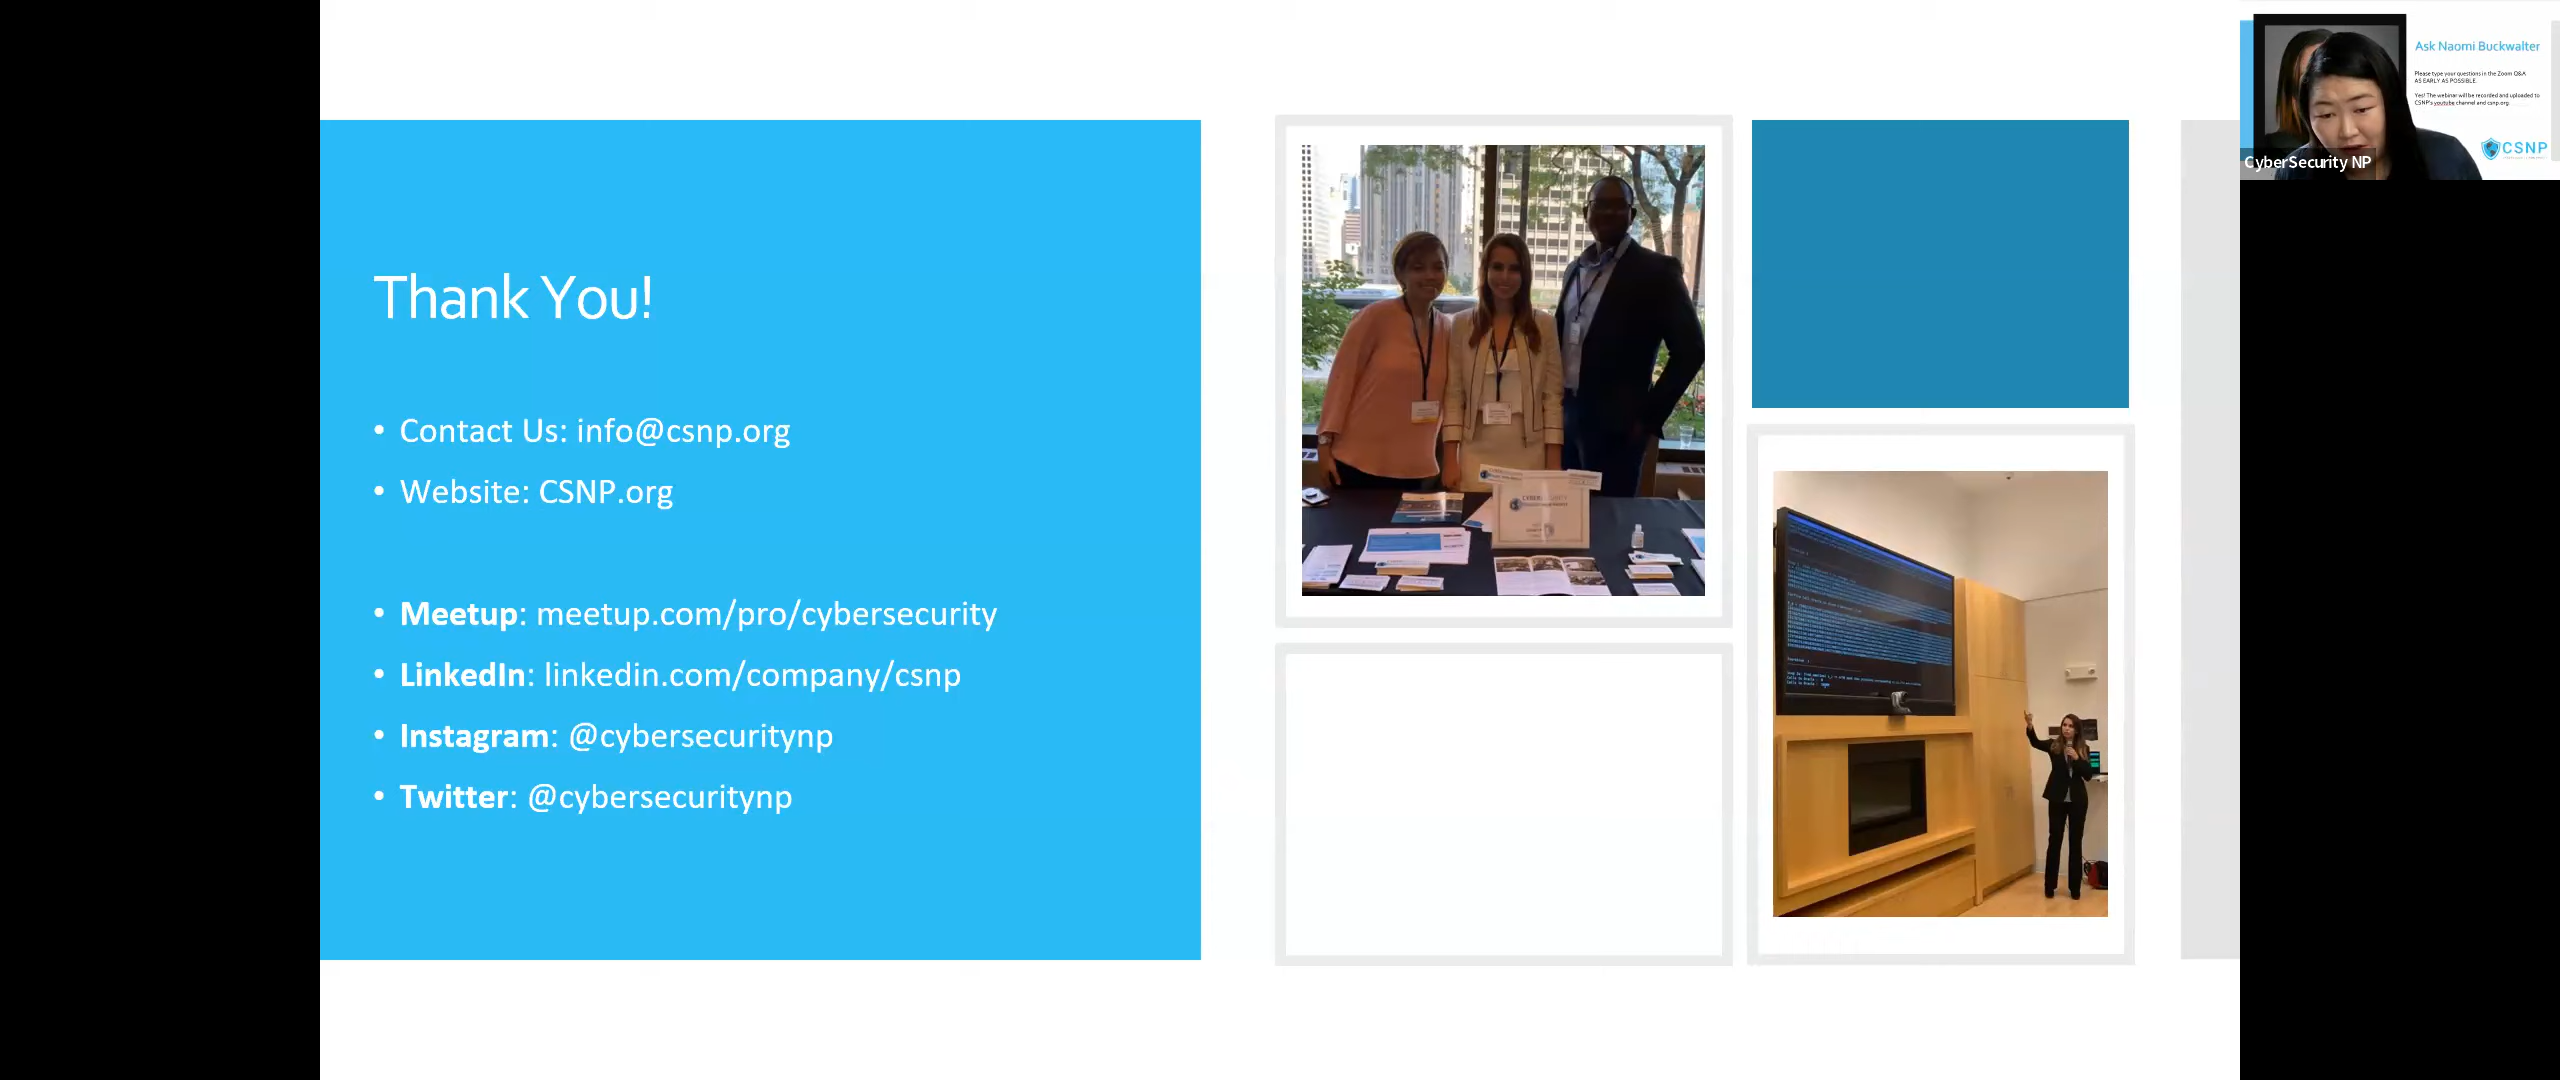 Thank You!
• Contact Us: info@csnp.org
• Website: CSNP.org
• Meetup: meetup.com/pro/cybersecurity
• LinkedIn: linkedin.com/company/csnp
• Instagram: @cybersecuritynp
• Twitter: @cybersecuritynp
Ask Naomi Buckwalter
Please type your questions in the Zoom Q&A
AS EARLY AS POSSIBLE.
Yes! The webinar will be recorded and uploaded to
CSNP's youtube channel and csnp.org.
CSNP
CyberSecurity NP